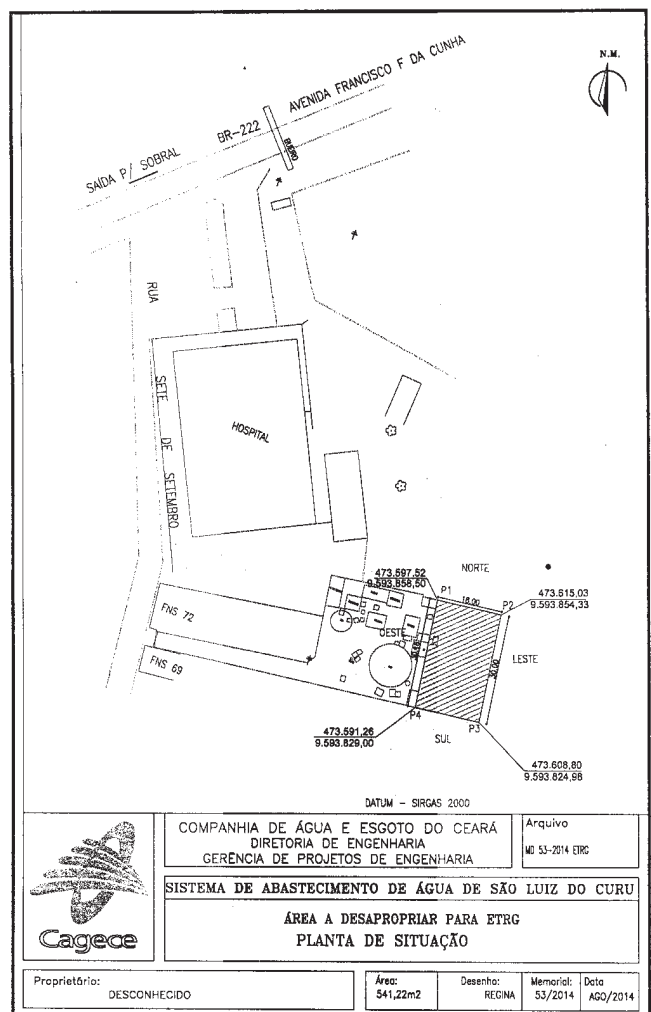 N.M.
AVENIDA FRANCISCO F DA CUNHA
BR-222
BUEIRO
SAÍDA P/ SOBRAL
RUA SETE DE SETEMBRO
HOSPITAL
NORTE
473.597.52
9.593.858,50
P1
18,00
P2
473.615,03
9.593.854,33
FNS 72
OESTE
LESTE
30,00
FNS 69
P4
P3
473.591,26
9.593.829,00
SUL
473.608,80
9.593.824,98
DATUM - SIRGAS 2000
COMPANHIA DE ÁGUA E ESGOTO DO CEARÁ
DIRETORIA DE ENGENHARIA
GERÊNCIA DE PROJETOS DE ENGENHARIA
Arquivo
MD 53-2014 ETRG
SISTEMA DE ABASTECIMENTO DE ÁGUA DE SÃO LUIZ DO CURU
ÁREA A DESAPROPRIAR PARA ETRG
PLANTA DE SITUAÇÃO
Cagece
Proprietário:
DESCONHECIDO
Área:
541,22m2
Desenho:
REGINA
Memorial:
53/2014
Data
AGO/2014